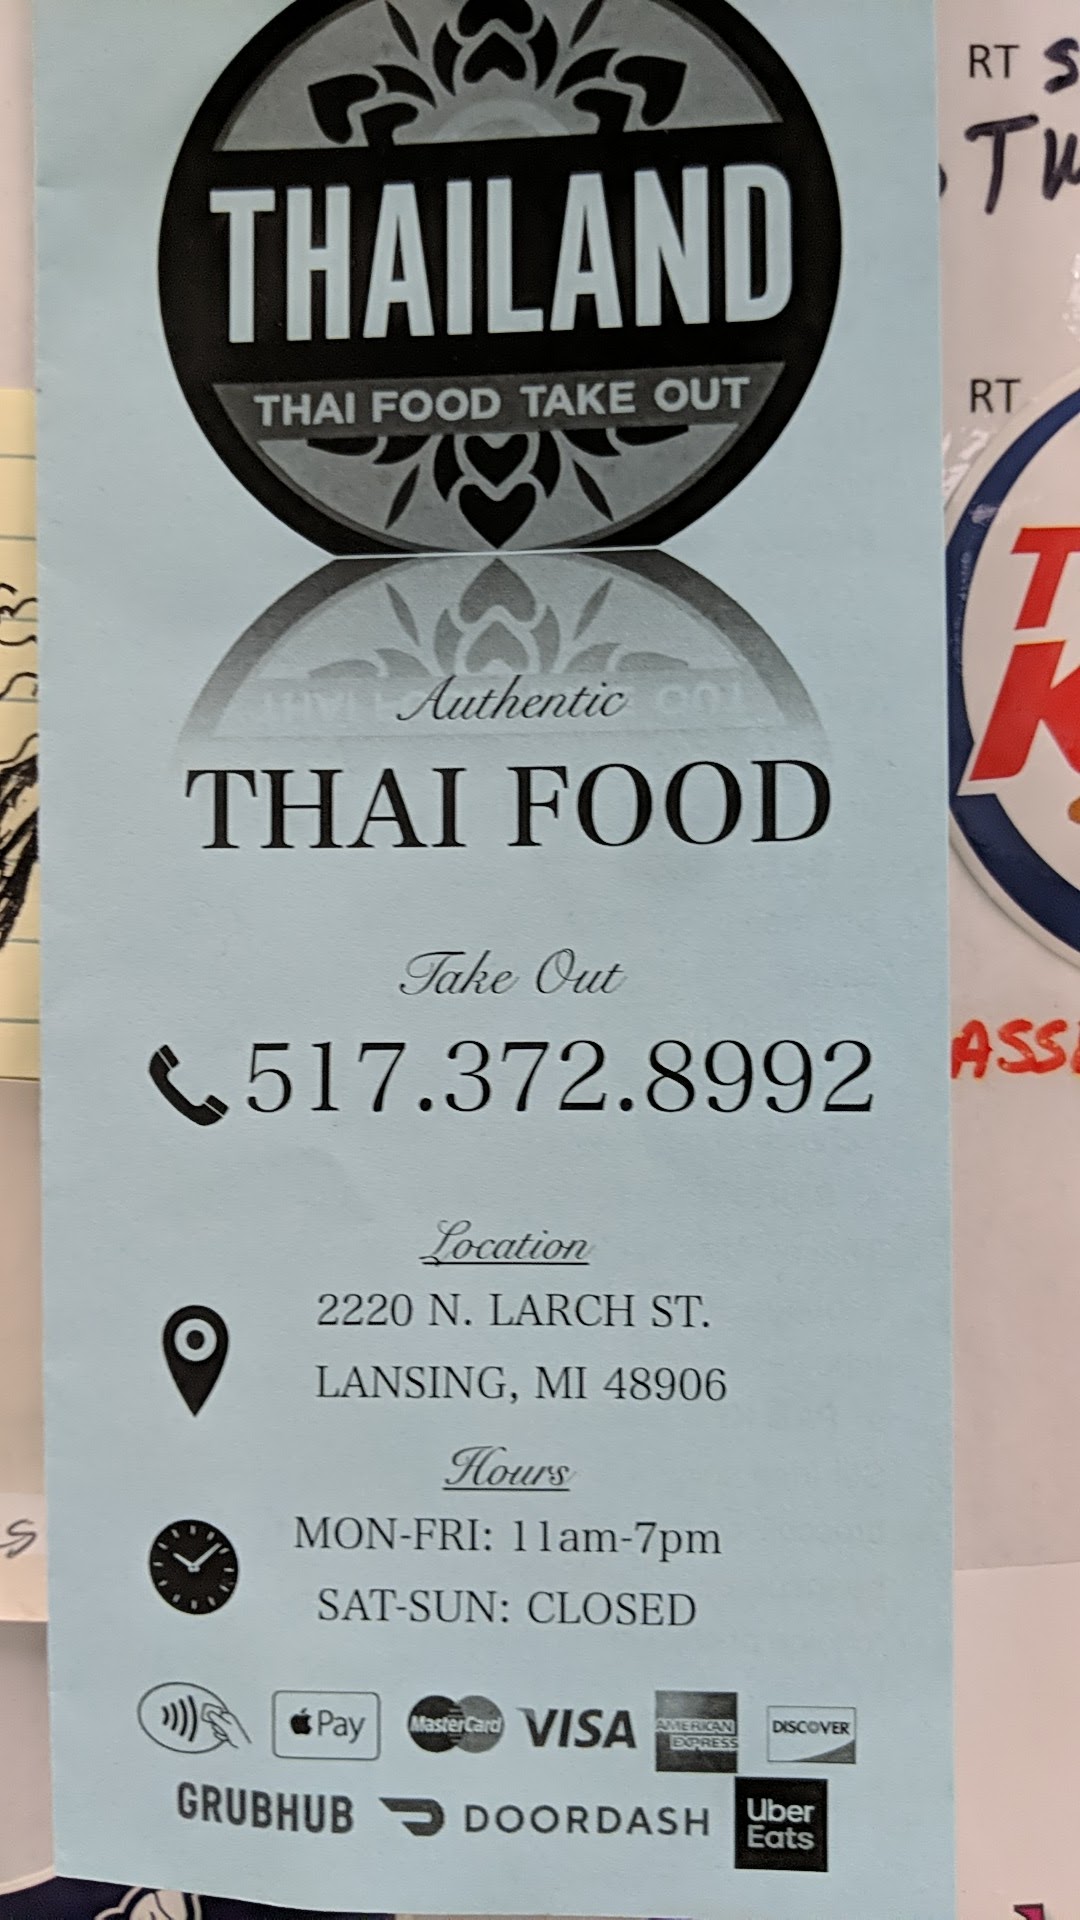 THAILAND
THAI FOOD TAKE OUT
Authentic
THAI FOOD
Take Out
517.372.8992
Location
2220 N. LARCH ST.
LANSING, MI 48906
Hours
MON-FRI: 11am-7pm
SAT-SUN: CLOSED
Pay MasterCard VISA AMERICAN EXPRESS DISCOVER
GRUBHUB DOORDASH Uber Eats
RT
RT